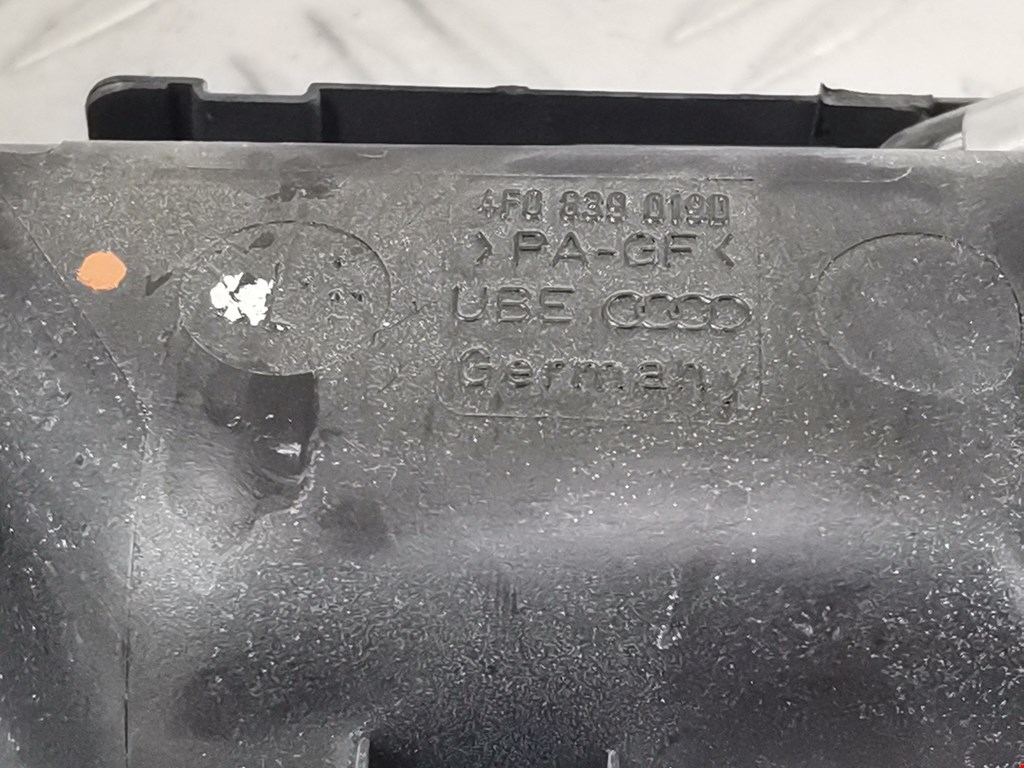 4F0 839 019D
>PA-GF<
UBE
Germany